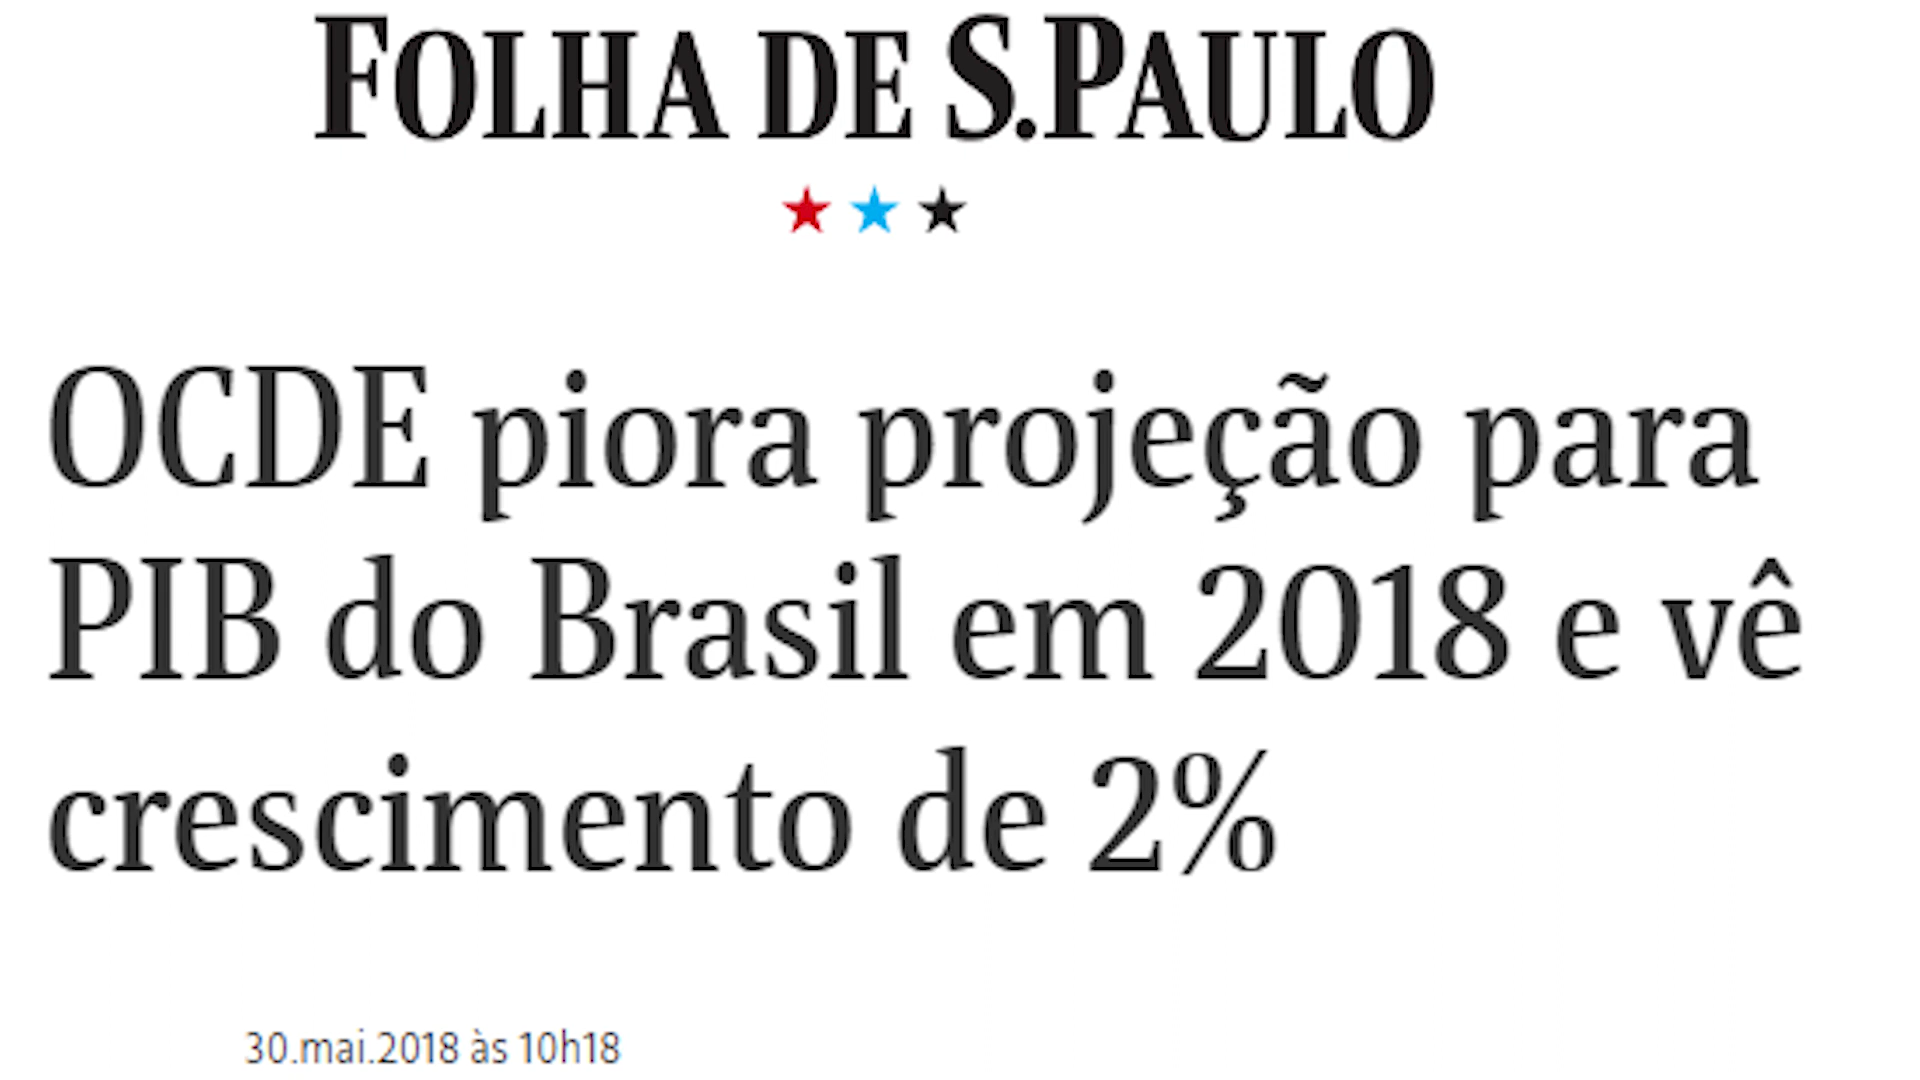 FOLHA DE S.PAULO
OCDE piora projeção para
PIB do Brasil em 2018 e vê
crescimento de 2%
30.mai.2018 às 10h18